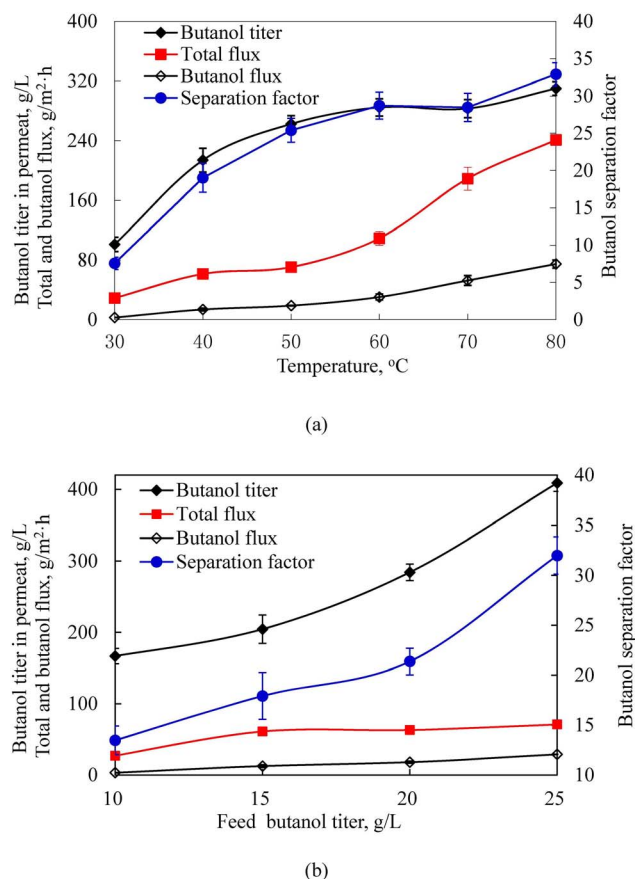 (a)
400
320
240
160
80
0
Butanol titer in permeat, g/L
Total and butanol flux, g/m²·h
Butanol titer
Total flux
Butanol flux
Separation factor
40
35
30
25
20
15
10
5
0
Butanol separation factor
30 40 50 60 70 80
Temperature, °C
(a)
400
300
200
100
0
Butanol titer in permeat, g/L
Total and butanol flux, g/m²·h
Butanol titer
Total flux
Butanol flux
Separation factor
40
35
30
25
20
15
10
Butanol separation factor
10 15 20 25
Feed butanol titer, g/L
(b)